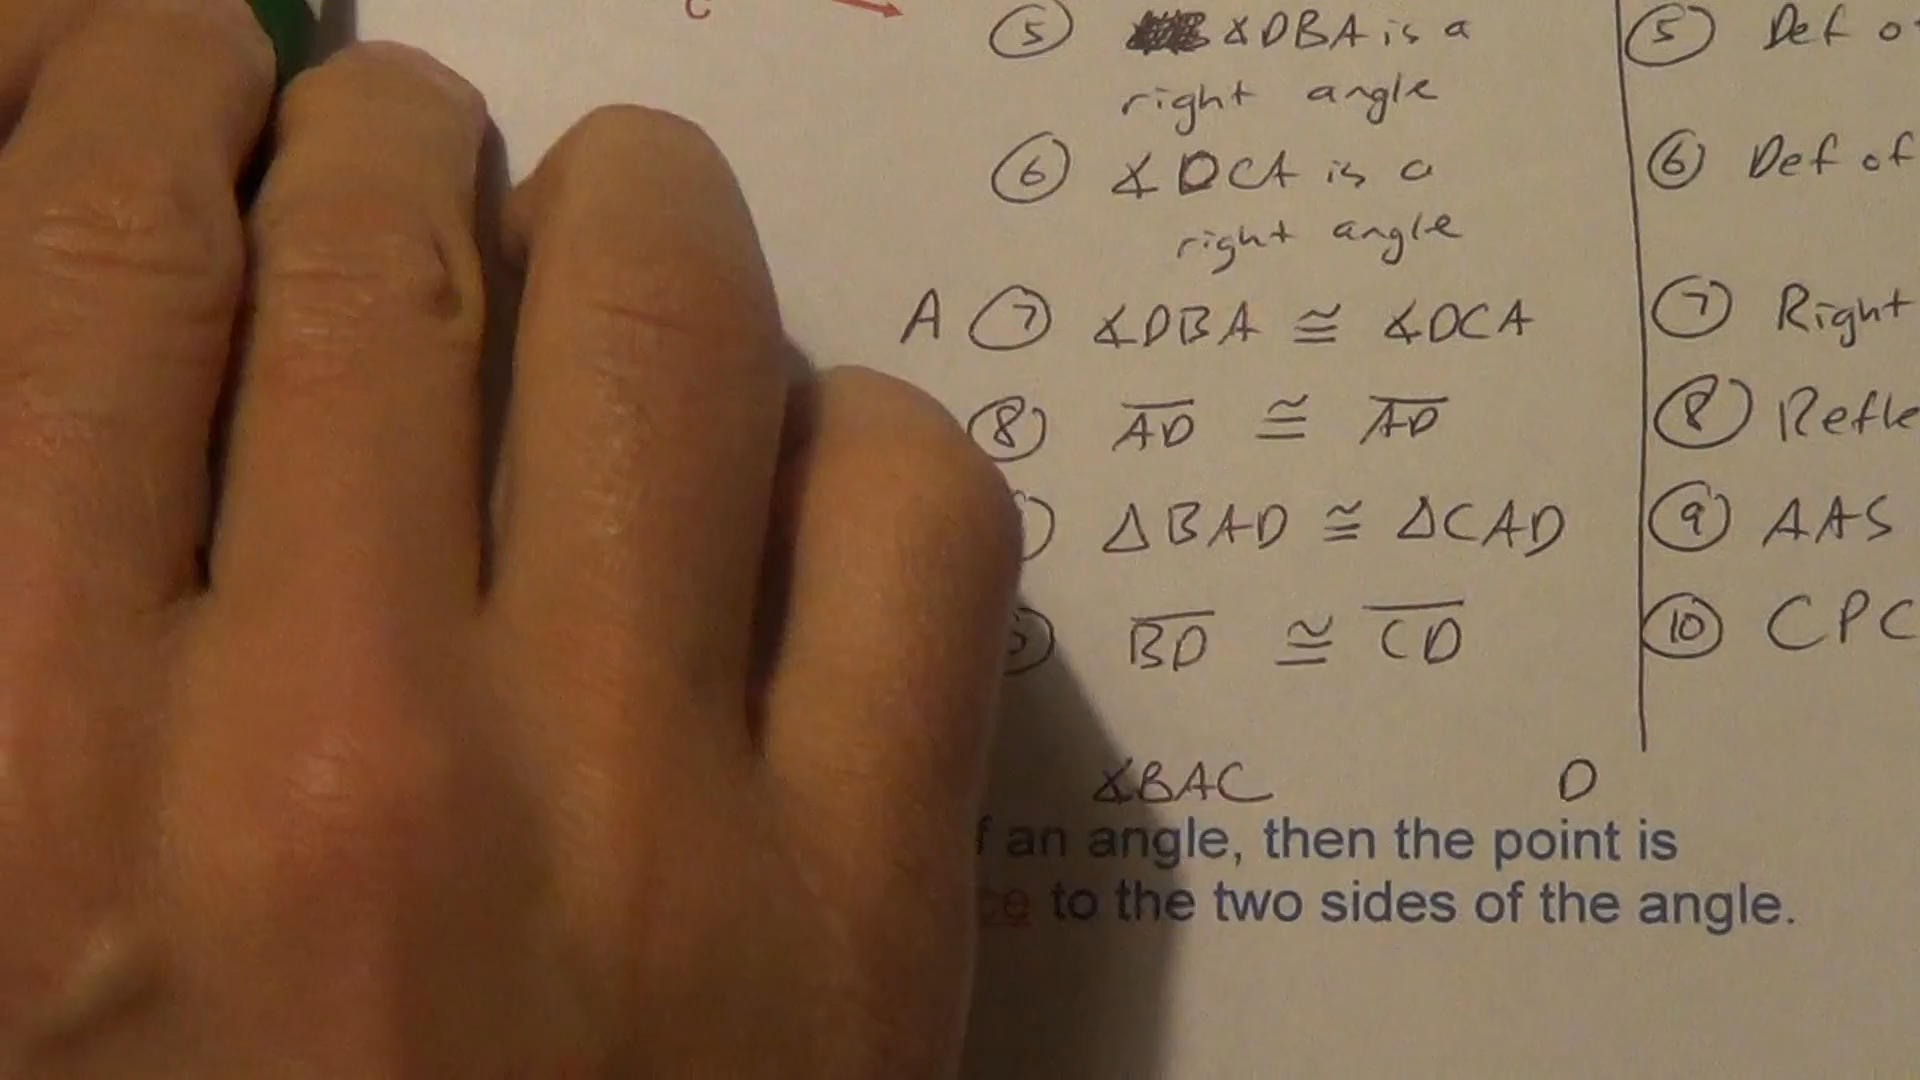 C
⑤ ∡DBA is a
right angle
⑤ Def
⑥ ∡DCA is a
right angle
⑥ Def of
A ⑦ ∡DBA ≅ ∡DCA
⑦ Right
⑧ AD ≅ AD
⑧ Refle
△BAD ≅ △CAD
⑨ AAS
BD ≅ CD
⑩ CPC
∡BAC D
an angle, then the point is
to the two sides of the angle.